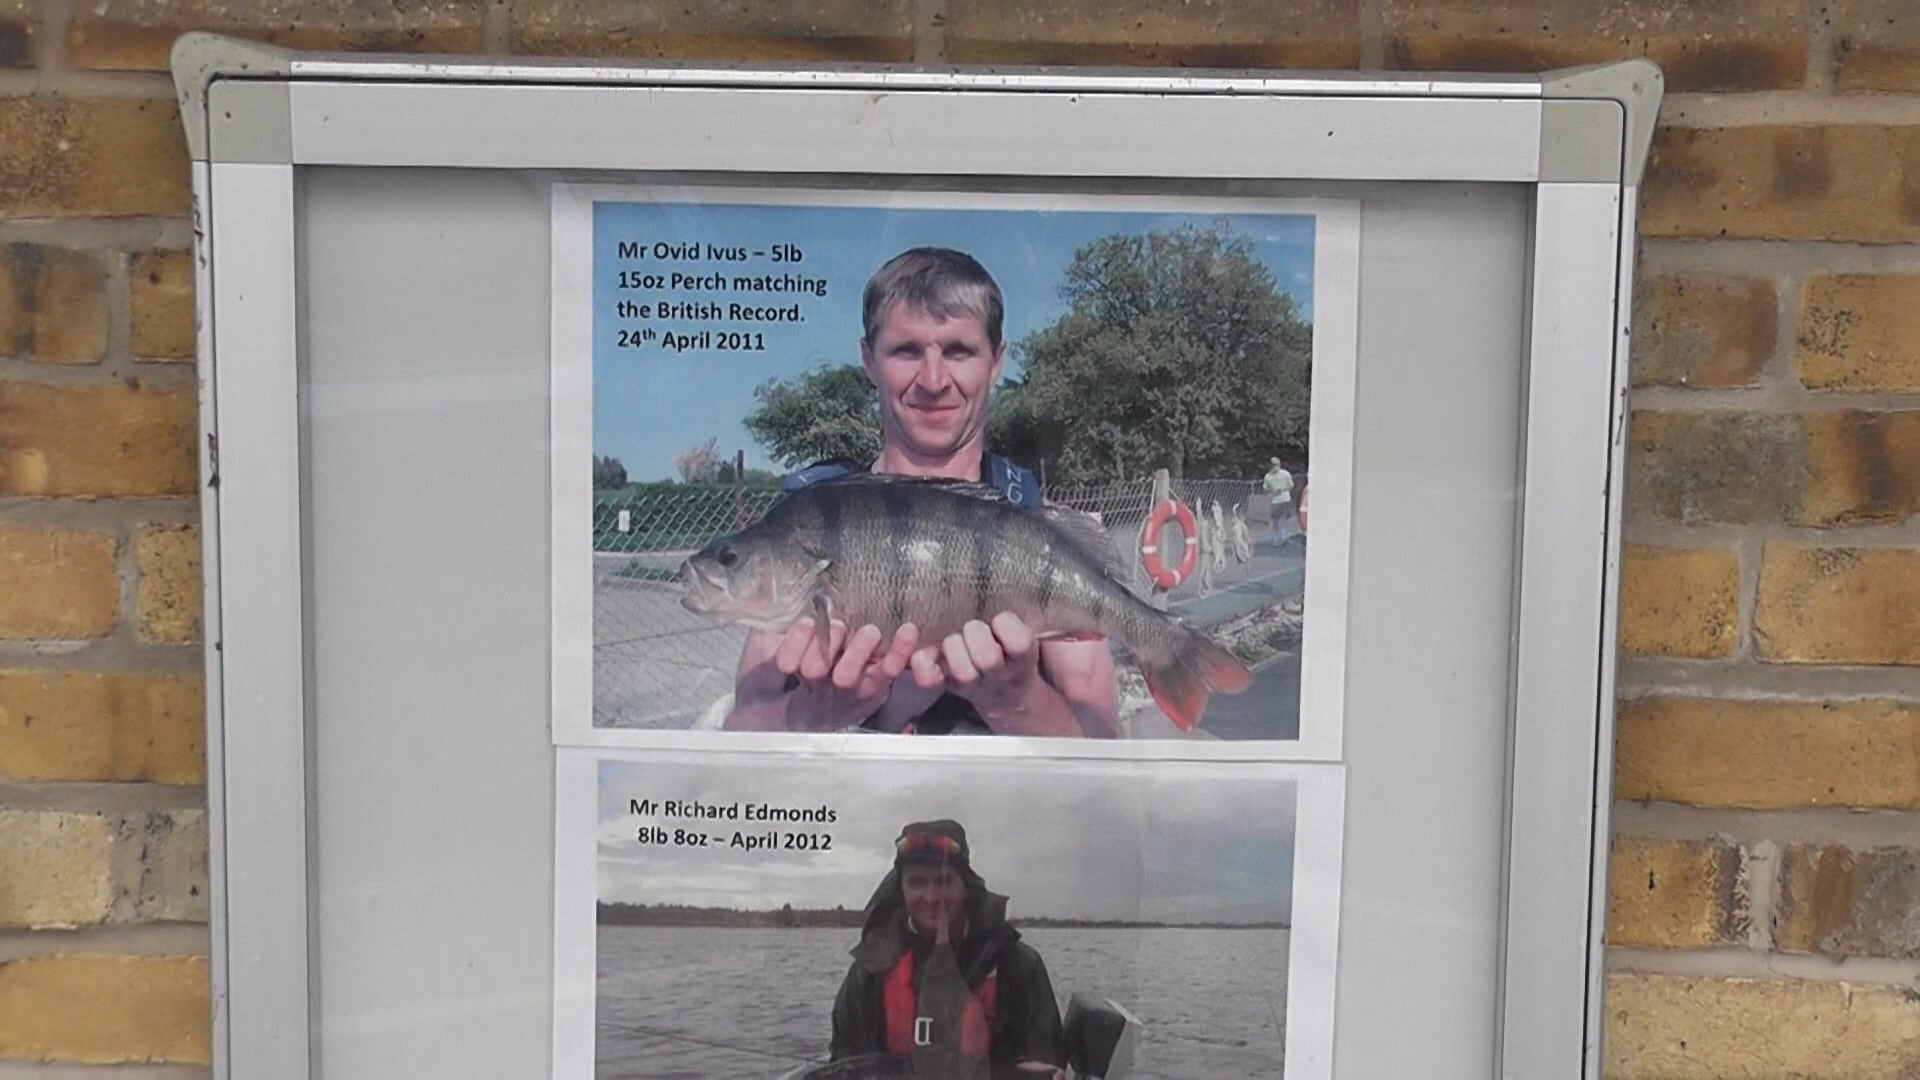 Mr Ovid Ivus – 5lb
15oz Perch matching
the British Record.
24th April 2011
NG
Mr Richard Edmonds
8lb 8oz – April 2012